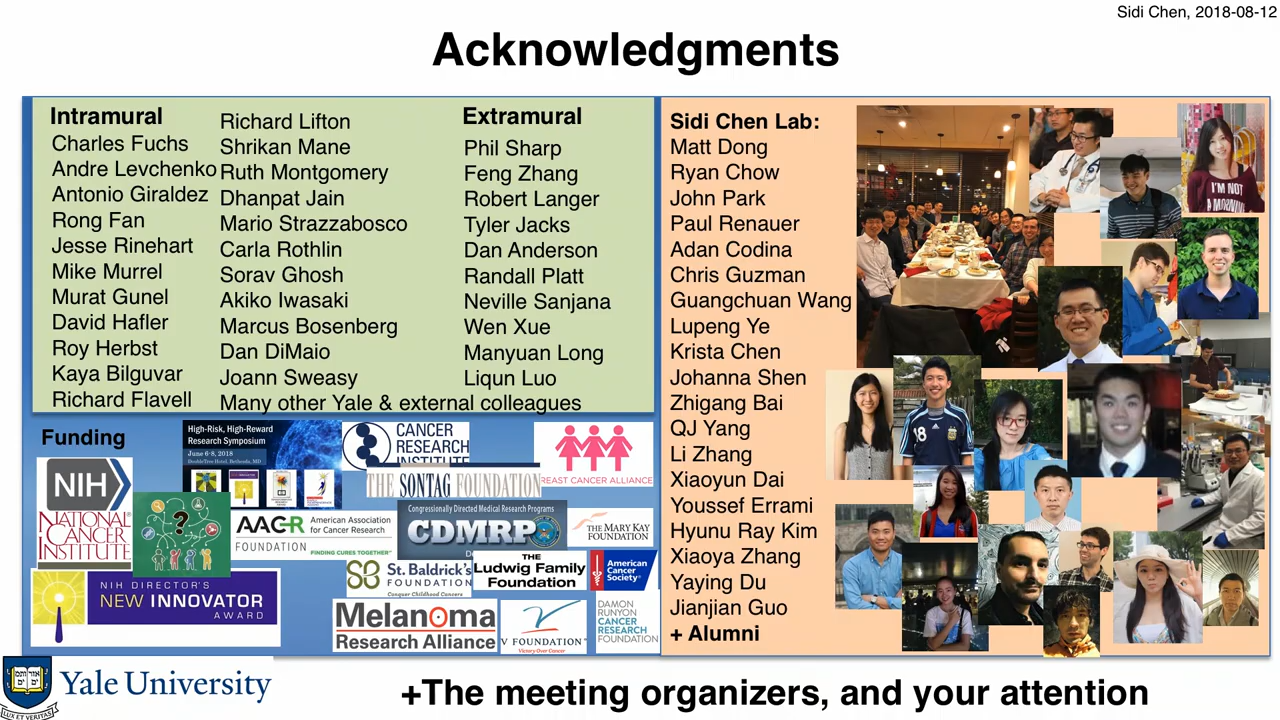 Sidi Chen, 2018-08-12
Acknowledgments
Intramural
Charles Fuchs
Andre Levchenko
Antonio Giraldez
Rong Fan
Jesse Rinehart
Mike Murrel
Murat Gunel
David Hafler
Roy Herbst
Kaya Bilguvar
Richard Flavell
Richard Lifton
Shrikan Mane
Ruth Montgomery
Dhanpat Jain
Mario Strazzabosco
Carla Rothlin
Sorav Ghosh
Akiko Iwasaki
Marcus Bosenberg
Dan DiMaio
Joann Sweasy
Many other Yale & external colleagues
Extramural
Phil Sharp
Feng Zhang
Robert Langer
Tyler Jacks
Dan Anderson
Randall Platt
Neville Sanjana
Wen Xue
Manyuan Long
Liqun Luo
Sidi Chen Lab:
Matt Dong
Ryan Chow
John Park
Paul Renauer
Adan Codina
Chris Guzman
Guangchuan Wang
Lupeng Ye
Krista Chen
Johanna Shen
Zhigang Bai
QJ Yang
Li Zhang
Xiaoyun Dai
Youssef Errami
Hyunu Ray Kim
Xiaoya Zhang
Yaying Du
Jianjian Guo
+ Alumni
I'M NOT
A MORNIN
18
Funding
High-Risk, High-Reward
Research Symposium
June 6-8, 2018
DoubleTree Hotel, Bethesda, MD
CANCER
RESEARCH
INSTITUTE
REAST CANCER ALLIANCE
NIH
THE SONTAG FOUNDATION
NATIONAL
CANCER
INSTITUTE
?
AACR American Association
for Cancer Research
FOUNDATION FINDING CURES TOGETHER
Congressionally Directed Medical Research Programs
CDMRP
THE MARY KAY
FOUNDATION
St. Baldrick's
FOUNDATION
Conquer Childhood Cancers
THE
Ludwig Family
Foundation
American
Cancer
Society
NIH DIRECTOR'S
NEW INNOVATOR
AWARD
Melanoma
Research Alliance
V FOUNDATION
Victory Over Cancer
DAMON
RUNYON
CANCER
RESEARCH
FOUNDATION
LUX ET VERITAS
Yale University
+The meeting organizers, and your attention